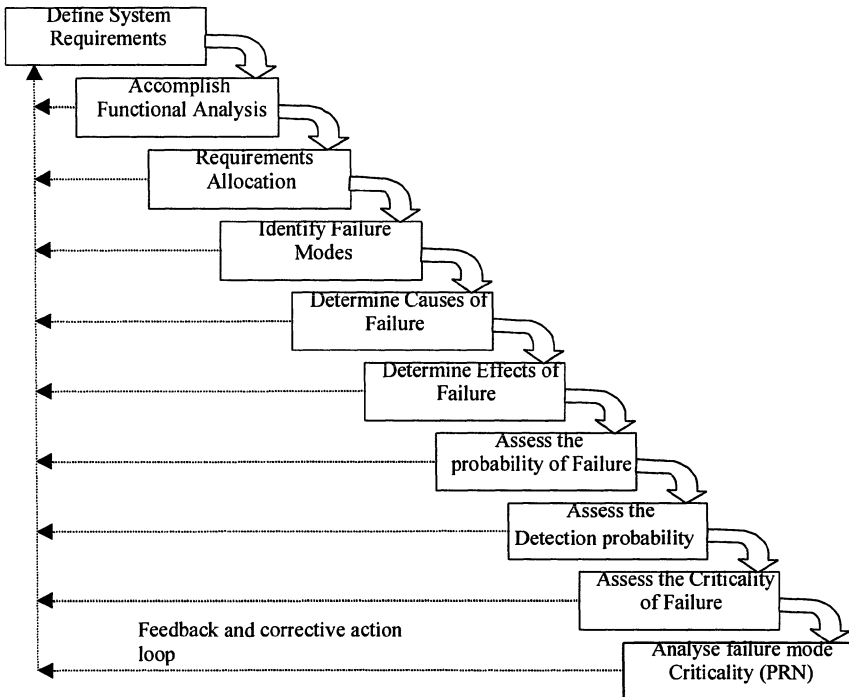 Define System
Requirements
Accomplish
Functional Analysis
Requirements
Allocation
Identify Failure
Modes
Determine Causes of
Failure
Determine Effects of
Failure
Assess the
probability of Failure
Assess the
Detection probability
Assess the Criticality
of Failure
Feedback and corrective action
loop
Analyse failure mode
Criticality (PRN)